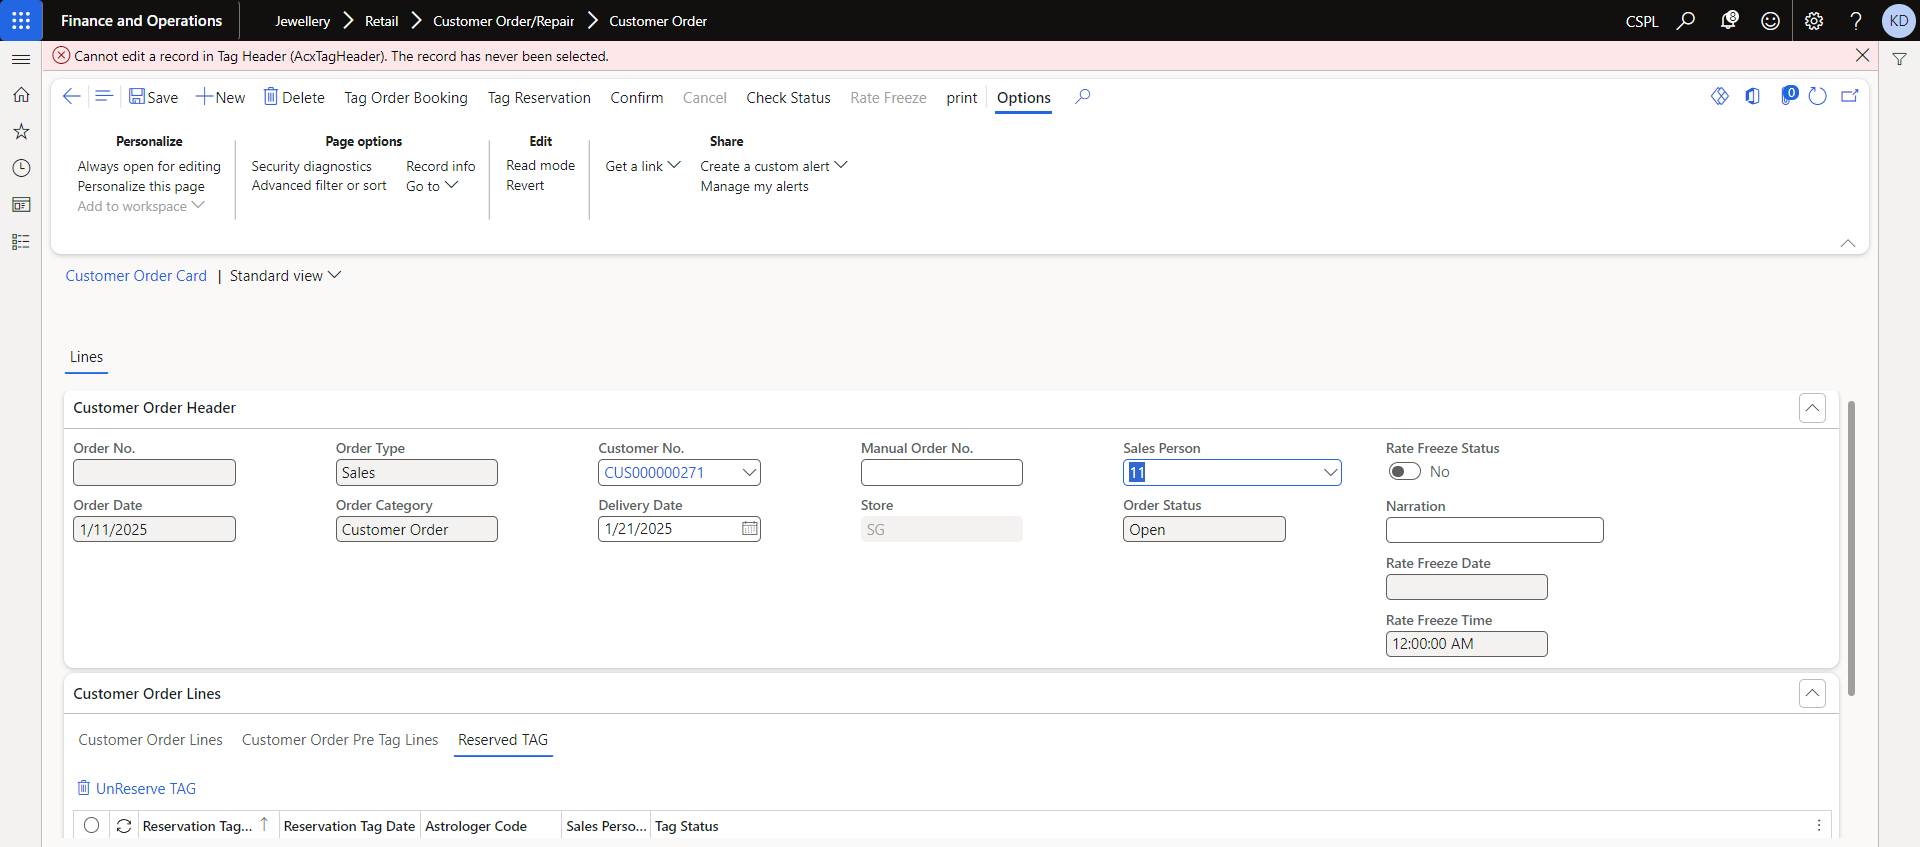 Finance and Operations
Jewellery > Retail > Customer Order/Repair > Customer Order
CSPL
8
KD
Cannot edit a record in Tag Header (AcxTagHeader). The record has never been selected.
Save New Delete Tag Order Booking Tag Reservation Confirm Cancel Check Status Rate Freeze print Options
0
Personalize
Always open for editing
Personalize this page
Add to workspace
Page options
Security diagnostics
Advanced filter or sort
Record info
Go to
Edit
Read mode
Revert
Get a link
Share
Create a custom alert
Manage my alerts
Customer Order Card | Standard view
Lines
Customer Order Header
Order No.
Order Type
Sales
Customer No.
CUS000000271
Manual Order No.
Sales Person
11
Rate Freeze Status
No
Order Date
1/11/2025
Order Category
Customer Order
Delivery Date
1/21/2025
Store
SG
Order Status
Open
Narration
Rate Freeze Date
Rate Freeze Time
12:00:00 AM
Customer Order Lines
Customer Order Lines Customer Order Pre Tag Lines Reserved TAG
UnReserve TAG
Reservation Tag... Reservation Tag Date Astrologer Code Sales Perso... Tag Status